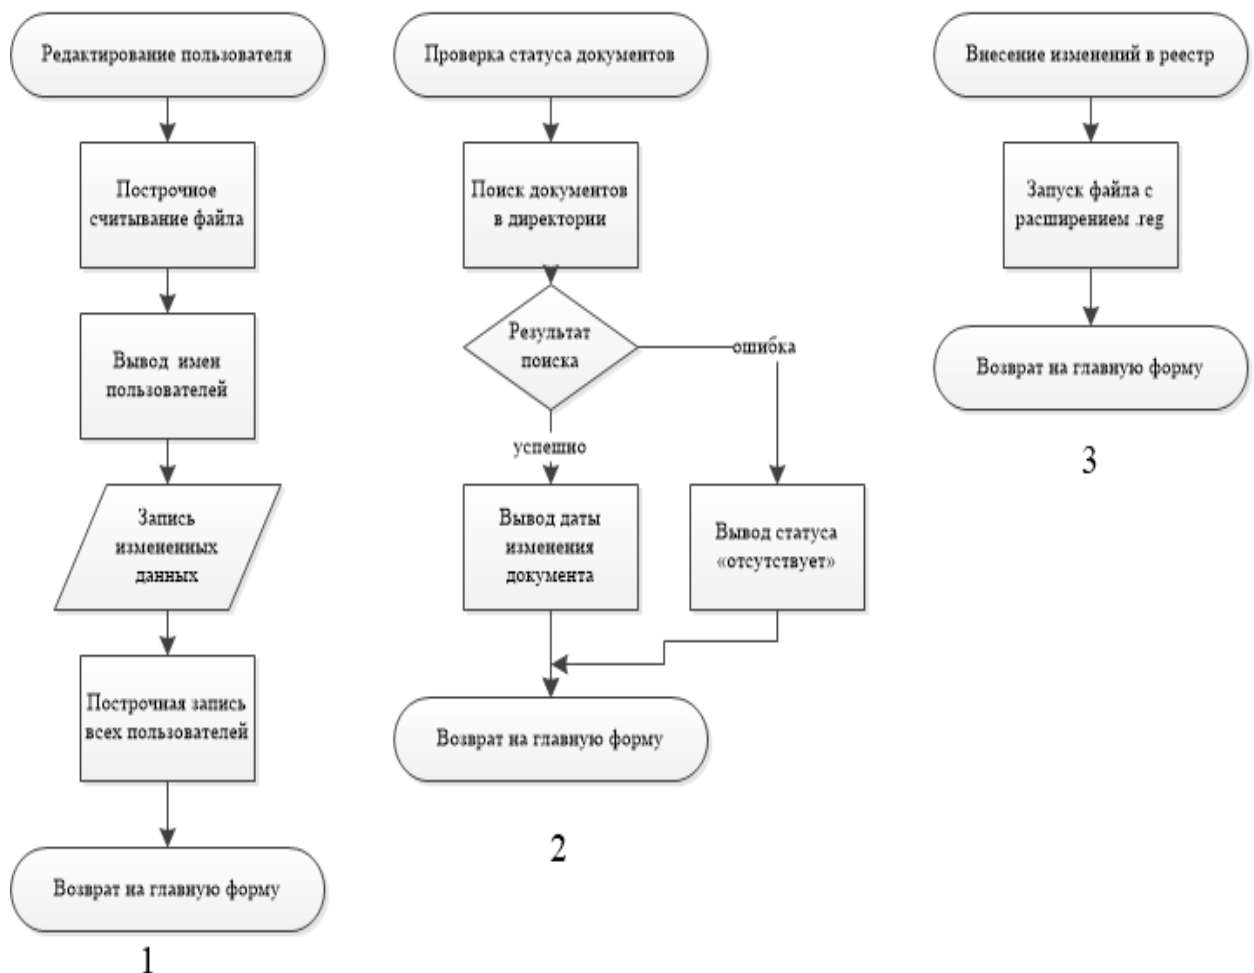 Редактирование пользователя
Построчное
считывание файла
Вывод имен
пользователей
Запись
измененных
данных
Построчная запись
всех пользователей
Возврат на главную форму
1
Проверка статуса документов
Поиск документов
в директории
Результат
поиска
ошибка
успешно
Вывод даты
изменения
документа
Вывод статуса
«отсутствует»
Возврат на главную форму
2
Внесение изменений в реестр
Запуск файла с
расширением .reg
Возврат на главную форму
3